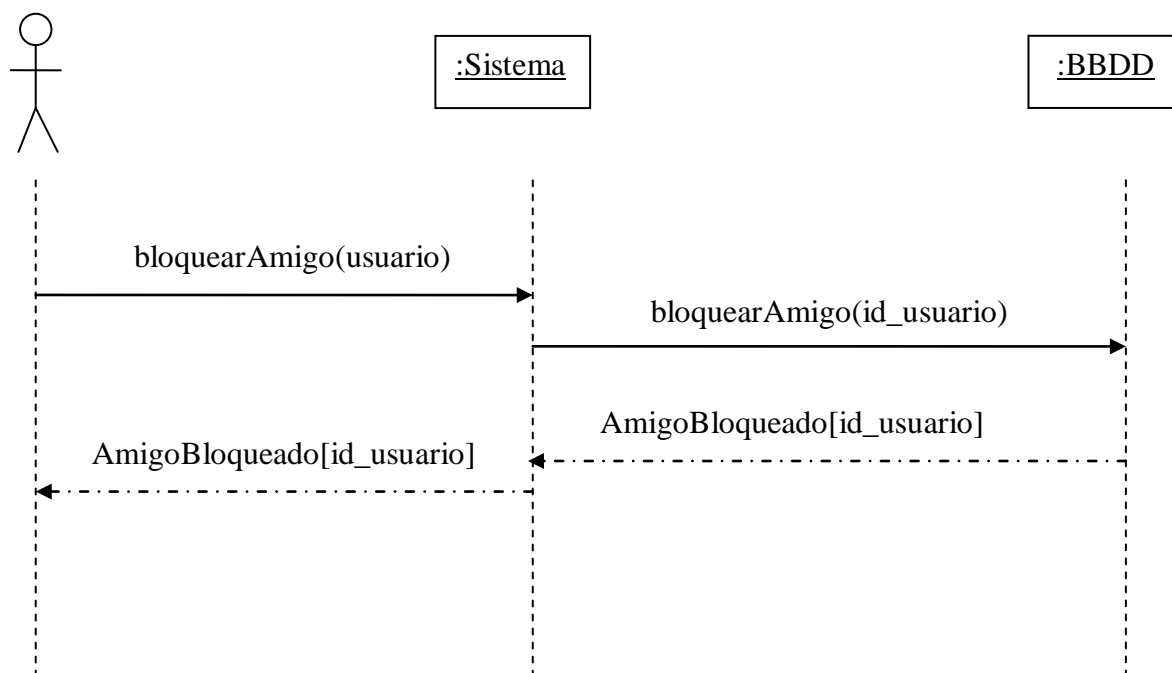 :Sistema
:BBDD
bloquearAmigo(usuario)
bloquearAmigo(id_usuario)
AmigoBloqueado[id_usuario]
AmigoBloqueado[id_usuario]